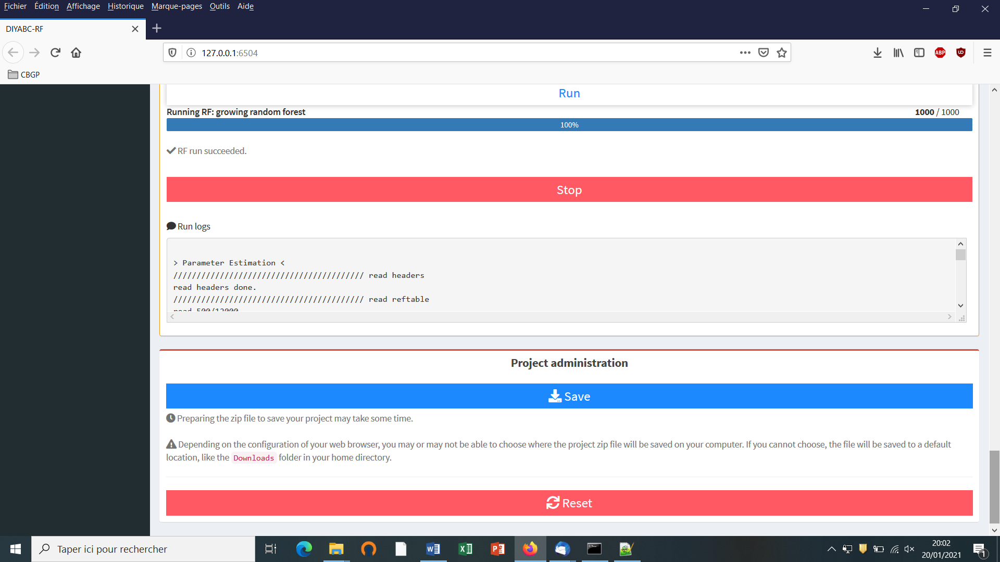 Fichier Édition Affichage Historique Marque-pages Outils Aide
DIYABC-RF
127.0.0.1:6504
ABP
CBGP
Run
Running RF: growing random forest 1000 / 1000
100%
RF run succeeded.
Stop
Run logs
> Parameter Estimation <
///////////////////////////////////////// read headers
read headers done.
///////////////////////////////////////// read reftable
read 500/12000
Project administration
Save
Preparing the zip file to save your project may take some time.
Depending on the configuration of your web browser, you may or may not be able to choose where the project zip file will be saved on your computer. If you cannot choose, the file will be saved to a default
location, like the Downloads folder in your home directory.
Reset
Taper ici pour rechercher
20:02
20/01/2021
1